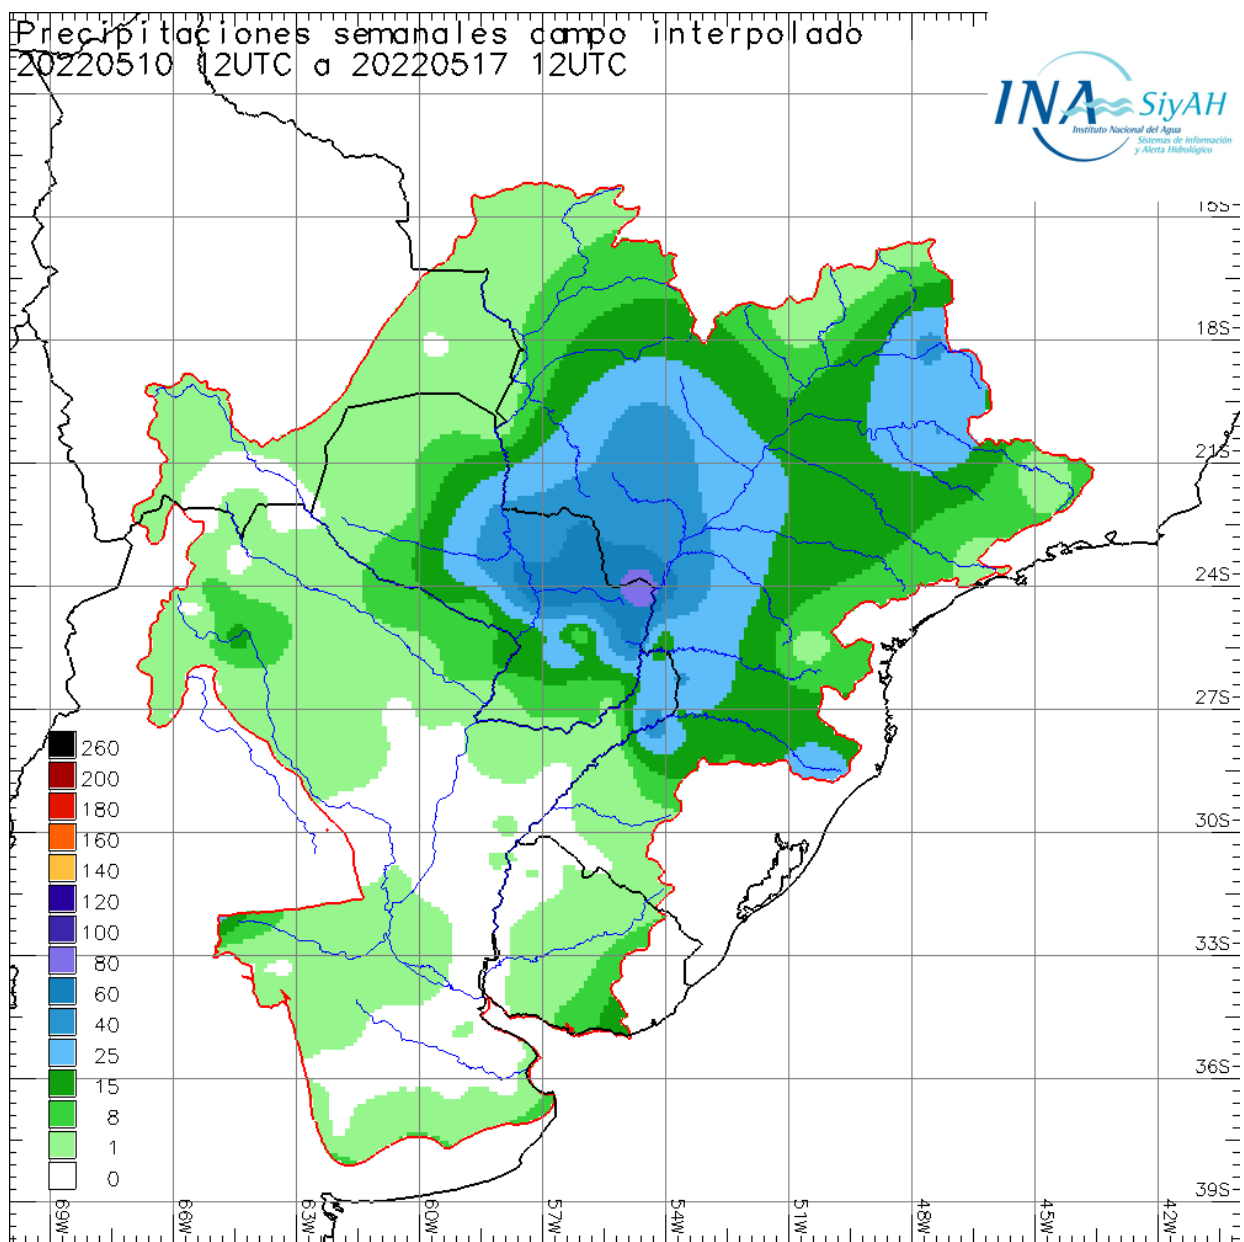 Precipitaciones semanales campo interpolado
20220510 12UTC a 20220517 12UTC
INA SiyAH
Instituto Nacional del Agua
Sistemas de información
y Alerta Hidrológico
15S
18S
21S
24S
27S
30S
33S
36S
39S
260
200
180
160
140
120
100
80
60
40
25
15
8
1
0
69W
66W
63W
60W
57W
54W
51W
48W
45W
42W